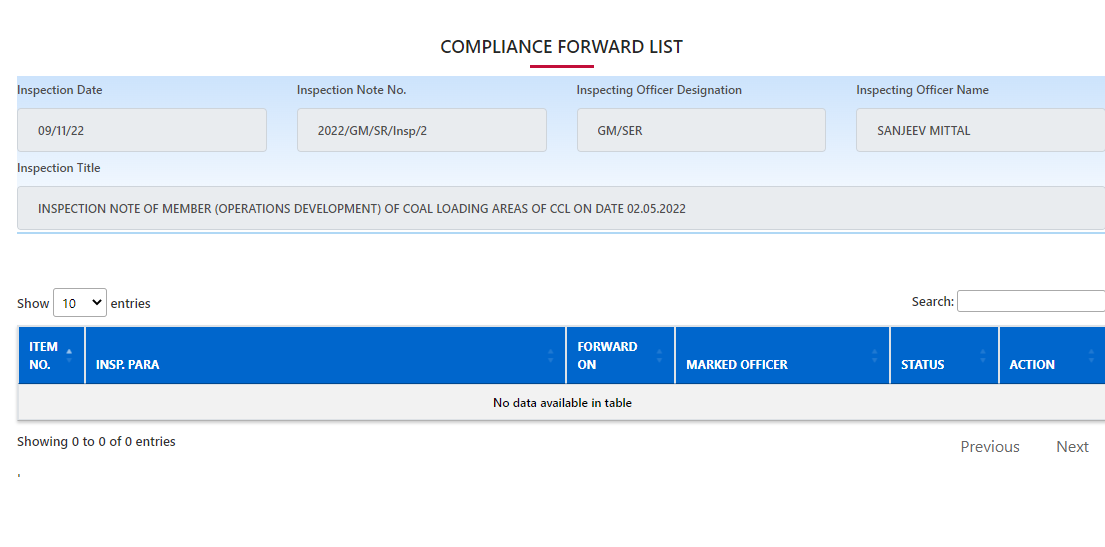 COMPLIANCE FORWARD LIST
Inspection Date Inspection Note No. Inspecting Officer Designation Inspecting Officer Name
09/11/22 2022/GM/SR/Insp/2 GM/SER SANJEEV MITTAL
Inspection Title
INSPECTION NOTE OF MEMBER (OPERATIONS DEVELOPMENT) OF COAL LOADING AREAS OF CCL ON DATE 02.05.2022
Show 10 entries Search:
ITEM NO. INSP. PARA FORWARD ON MARKED OFFICER STATUS ACTION
No data available in table
Showing 0 to 0 of 0 entries
Previous Next